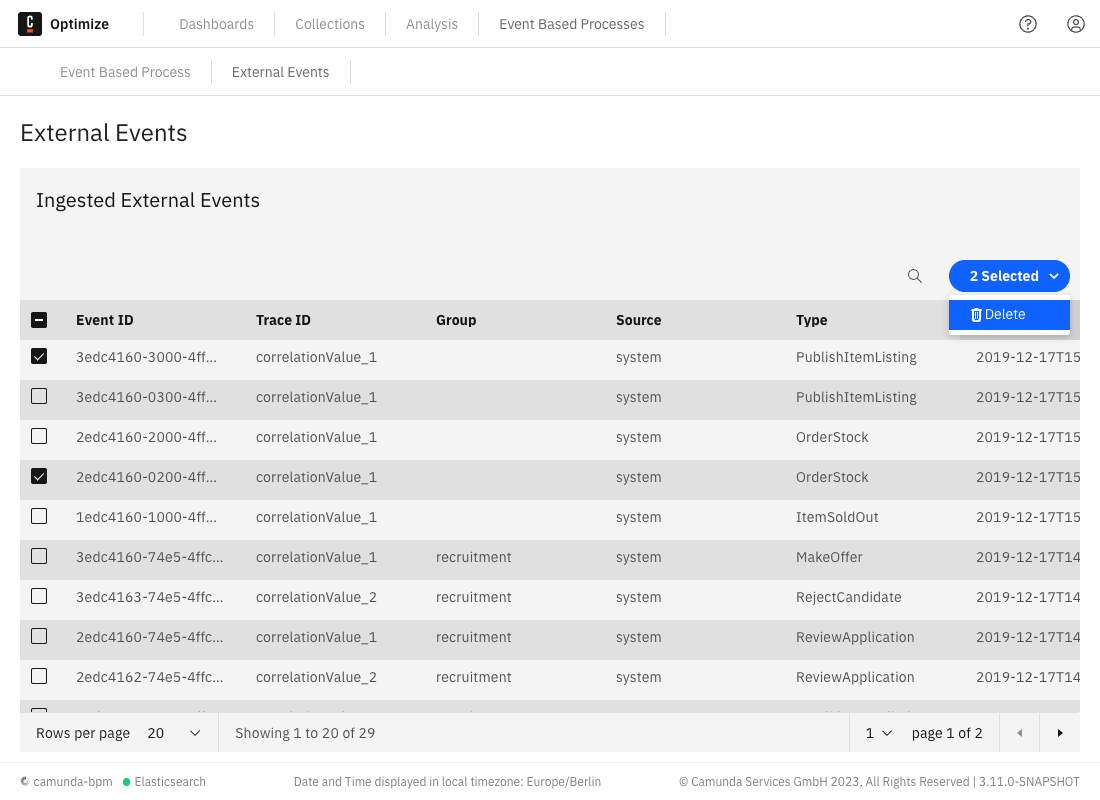 C Optimize Dashboards Collections Analysis Event Based Processes
Event Based Process External Events
External Events
Ingested External Events
2 Selected
Delete
Event ID Trace ID Group Source Type
3edc4160-3000-4ff... correlationValue_1 system PublishItemListing 2019-12-17T15
3edc4160-0300-4ff... correlationValue_1 system PublishItemListing 2019-12-17T15
2edc4160-2000-4ff... correlationValue_1 system OrderStock 2019-12-17T15
2edc4160-0200-4ff... correlationValue_1 system OrderStock 2019-12-17T15
1edc4160-1000-4ff... correlationValue_1 system ItemSoldOut 2019-12-17T15
3edc4160-74e5-4ffc... correlationValue_1 recruitment system MakeOffer 2019-12-17T14
3edc4163-74e5-4ffc... correlationValue_2 recruitment system RejectCandidate 2019-12-17T14
2edc4160-74e5-4ffc... correlationValue_1 recruitment system ReviewApplication 2019-12-17T14
2edc4162-74e5-4ffc... correlationValue_2 recruitment system ReviewApplication 2019-12-17T14
Rows per page 20 Showing 1 to 20 of 29 1 page 1 of 2
camunda-bpm Elasticsearch Date and Time displayed in local timezone: Europe/Berlin © Camunda Services GmbH 2023, All Rights Reserved | 3.11.0-SNAPSHOT